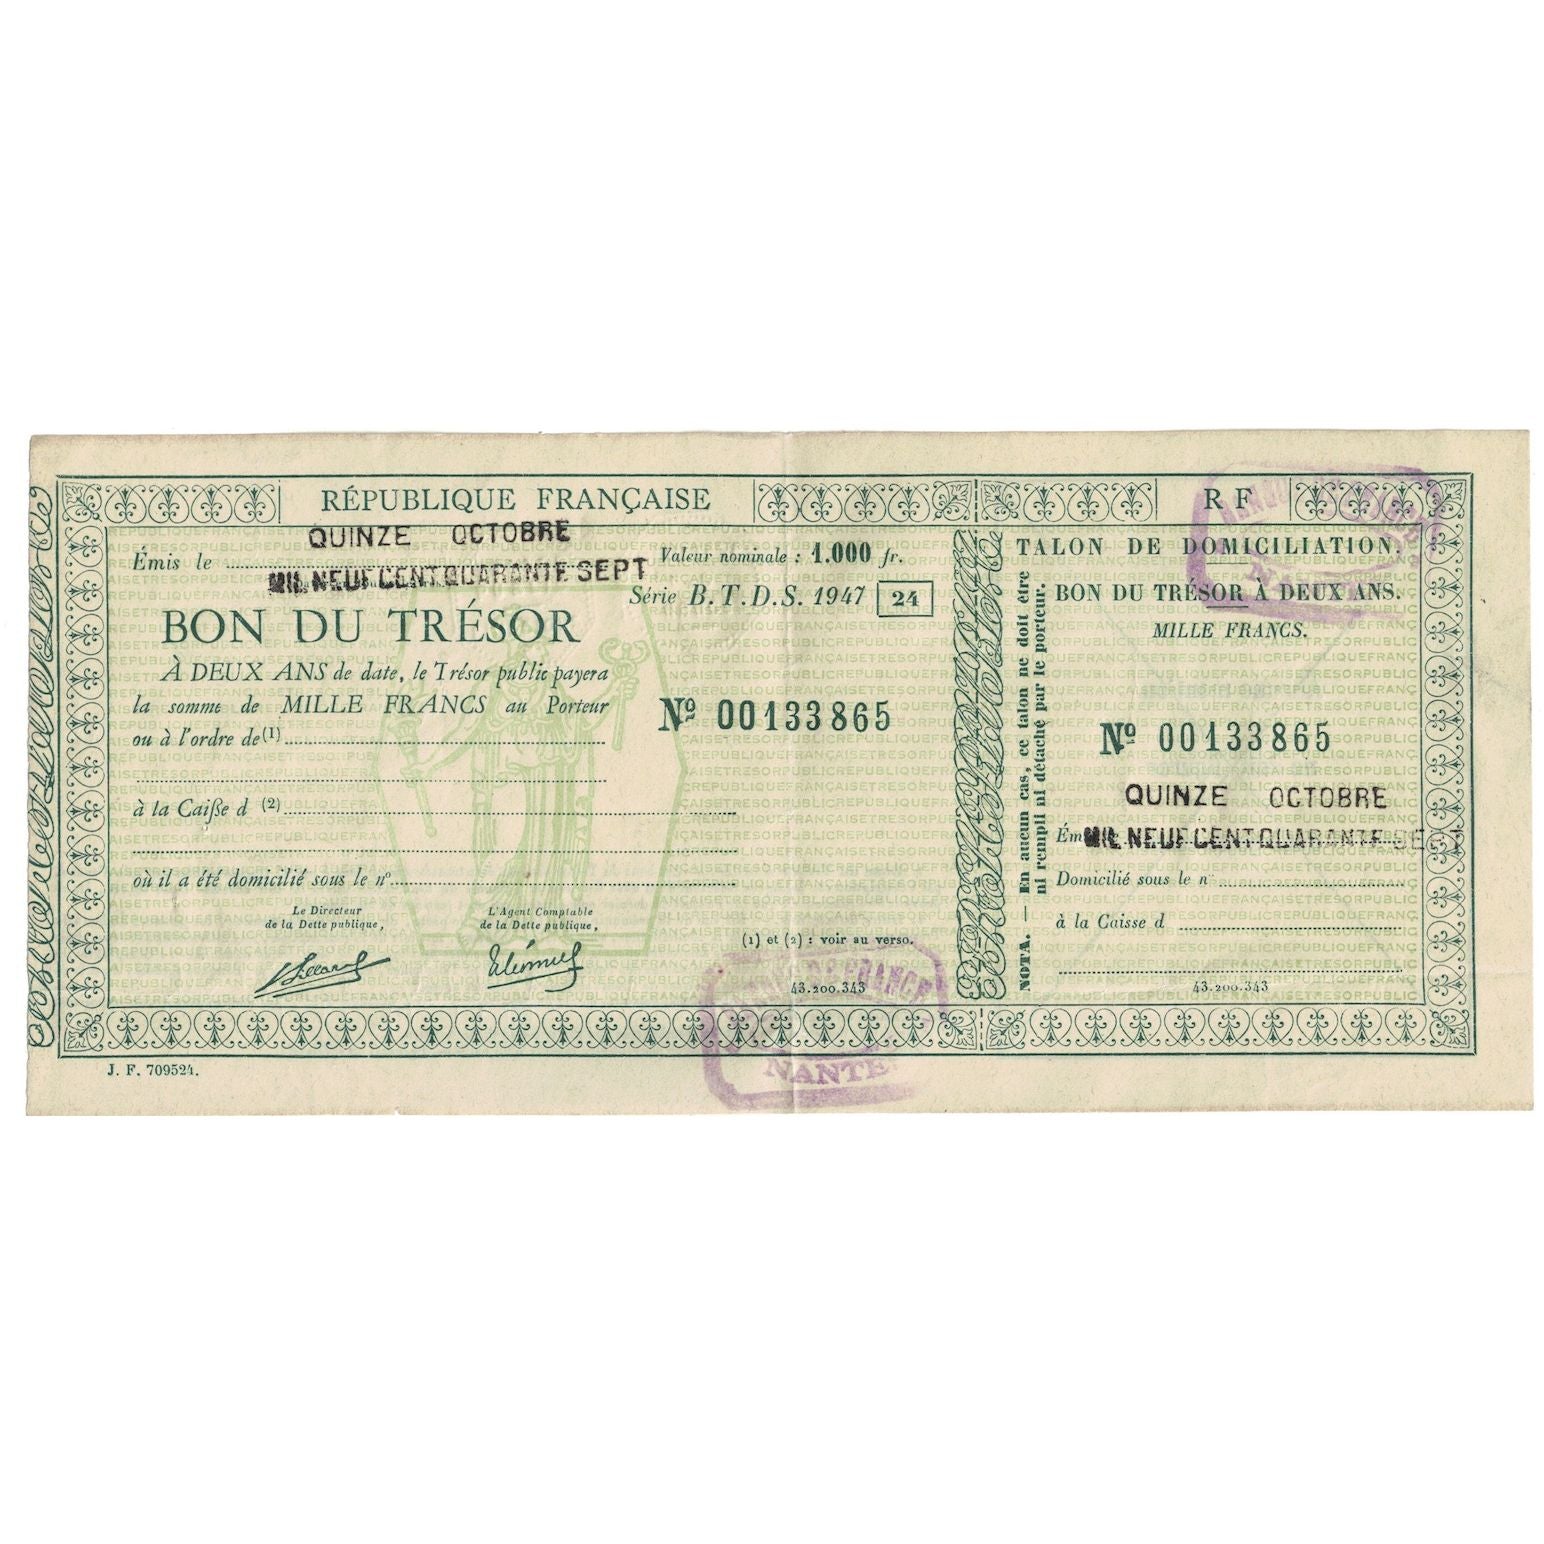 RÉPUBLIQUE FRANÇAISE
QUINZE OCTOBRE
Émis le
MIL NEUF CENT QUARANTE SEPT
Valeur nominale : 1.000 fr.
Série B. T. D. S. 1947 24
BON DU TRÉSOR
À DEUX ANS de date, le Trésor public payera
la somme de MILLE FRANCS au Porteur
ou à l'ordre de (1)
Nº 00133865
à la Caiſse d (2)
où il a été domicilié sous le nº
Le Directeur
de la Dette publique,
L'Agent Comptable
de la Dette publique,
(1) et (2) : voir au verso.
43.200.343
DE FRANCE
NANTE
J. F. 709524.
NOTA. — En aucun cas, ce talon ne doit être
ni rempli ni détaché par le porteur.
R F
TALON DE DOMICILIATION.
BON DU TRÉSOR À DEUX ANS.
MILLE FRANCS.
Nº 00133865
QUINZE OCTOBRE
Ém
MIL NEUF CENT QUARANTE SE T
Domicilié sous le nº
à la Caisse d
43.200.343